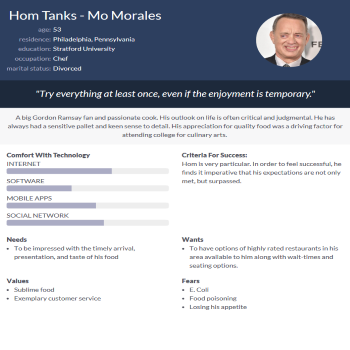 Hom Tanks - Mo Morales
age: 53
residence: Philadelphia, Pennsylvania
education: Stratford University
occupation: Chef
marital status: Divorced
"Try everything at least once, even if the enjoyment is temporary."
A big Gordon Ramsay fan and passionate cook. His outlook on life is often critical and judgmental. He has
always had a sensitive pallet and keen sense to detail. His appreciation for quality food was a driving factor for
attending college for culinary arts.
Comfort With Technology
INTERNET
SOFTWARE
MOBILE APPS
SOCIAL NETWORK
Criteria For Success:
Hom is very particular. In order to feel successful, he
finds it imperative that his expectations are not only
met, but surpassed.
Needs
• To be impressed with the timely arrival,
presentation, and taste of his food
Wants
• To have options of highly rated restaurants in his
area available to him along with wait-times and
seating options.
Values
• Sublime food
• Exemplary customer service
Fears
• E. Coli
• Food poisoning
• Losing his appetite